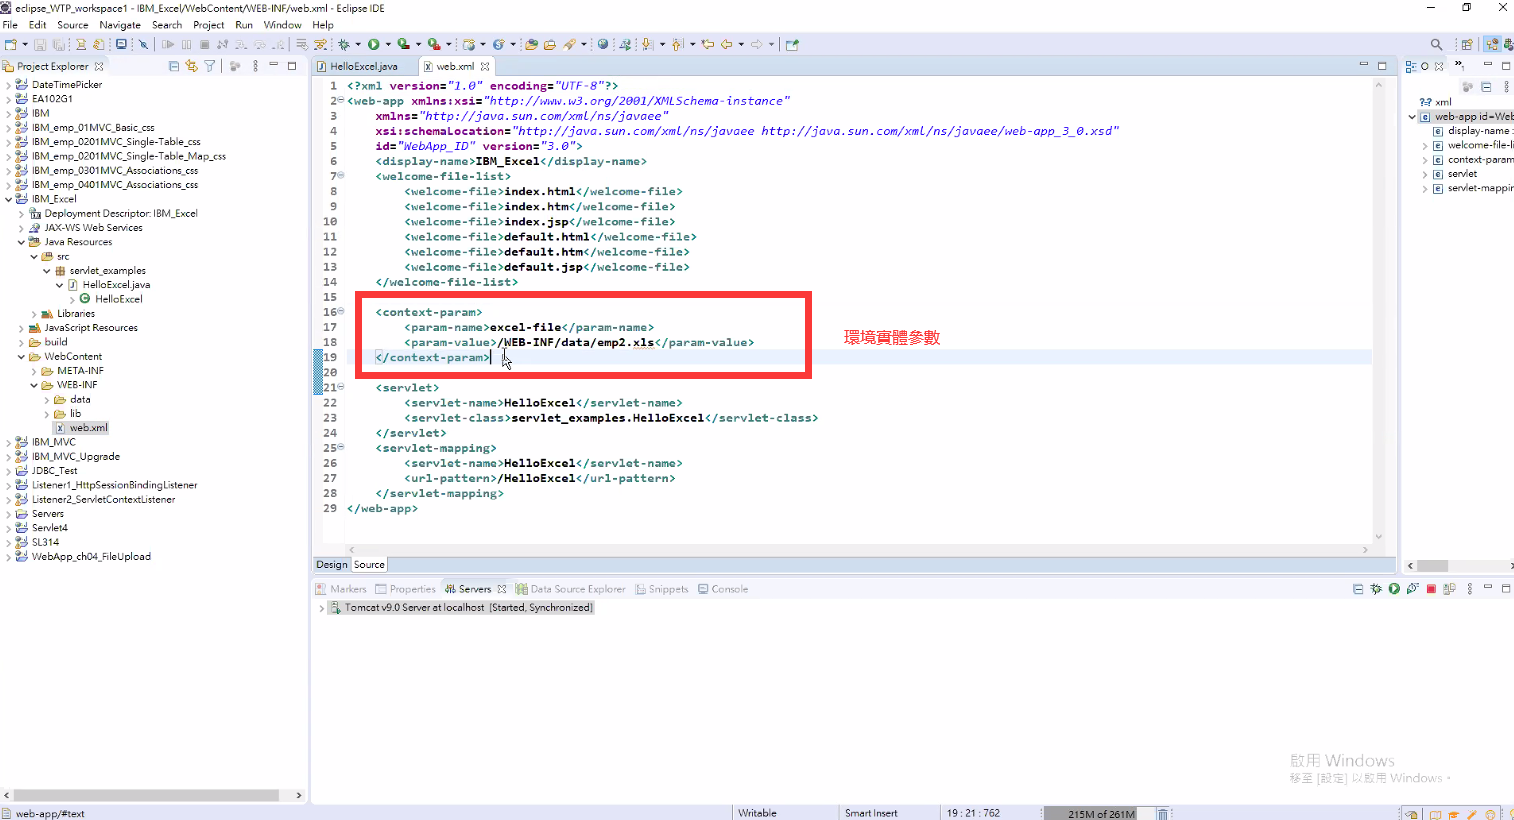 eclipse_WTP_workspace1 - IBM_Excel/WebContent/WEB-INF/web.xml - Eclipse IDE
File Edit Source Navigate Search Project Run Window Help
Project Explorer
DateTimePicker
EA102G1
IBM
IBM_emp_01MVC_Basic_css
IBM_emp_0201MVC_Single-Table_css
IBM_emp_0201MVC_Single-Table_Map_css
IBM_emp_0301MVC_Associations_css
IBM_emp_0401MVC_Associations_css
IBM_Excel
Deployment Descriptor: IBM_Excel
JAX-WS Web Services
Java Resources
src
servlet_examples
HelloExcel.java
HelloExcel
Libraries
JavaScript Resources
build
WebContent
META-INF
WEB-INF
data
lib
web.xml
IBM_MVC
IBM_MVC_Upgrade
JDBC_Test
Listener1_HttpSessionBindingListener
Listener2_ServletContextListener
Servers
Servlet4
SL314
WebApp_ch04_FileUpload
HelloExcel.java web.xml
1 <?xml version="1.0" encoding="UTF-8"?>
2 <web-app xmlns:xsi="http://www.w3.org/2001/XMLSchema-instance"
3 xmlns="http://java.sun.com/xml/ns/javaee"
4 xsi:schemaLocation="http://java.sun.com/xml/ns/javaee http://java.sun.com/xml/ns/javaee/web-app_3_0.xsd"
5 id="WebApp_ID" version="3.0">
6 <display-name>IBM_Excel</display-name>
7 <welcome-file-list>
8 <welcome-file>index.html</welcome-file>
9 <welcome-file>index.htm</welcome-file>
10 <welcome-file>index.jsp</welcome-file>
11 <welcome-file>default.html</welcome-file>
12 <welcome-file>default.htm</welcome-file>
13 <welcome-file>default.jsp</welcome-file>
14 </welcome-file-list>
15
16 <context-param>
17 <param-name>excel-file</param-name>
18 <param-value>/WEB-INF/data/emp2.xls</param-value>
19 </context-param>
20
21 <servlet>
22 <servlet-name>HelloExcel</servlet-name>
23 <servlet-class>servlet_examples.HelloExcel</servlet-class>
24 </servlet>
25 <servlet-mapping>
26 <servlet-name>HelloExcel</servlet-name>
27 <url-pattern>/HelloExcel</url-pattern>
28 </servlet-mapping>
29 </web-app>
環境實體參數
Design Source
xml
web-app id=Web
display-name :
welcome-file-l
context-param
servlet
servlet-mappin
Markers Properties Servers Data Source Explorer Snippets Console
Tomcat v9.0 Server at localhost [Started, Synchronized]
啟用 Windows
移至 [設定] 以啟用 Windows。
web-app/#text Writable Smart Insert 19 : 21 : 762 215M of 261M